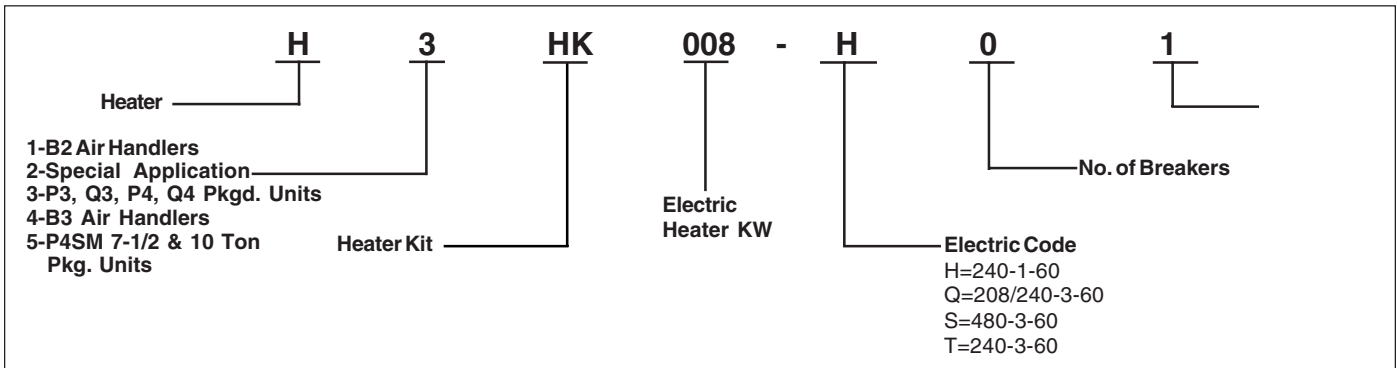 H 3 HK 008 - H 0 1
Heater
1-B2 Air Handlers
2-Special Application
3-P3, Q3, P4, Q4 Pkgd. Units
4-B3 Air Handlers
5-P4SM 7-1/2 & 10 Ton
Pkg. Units
Heater Kit
Electric
Heater KW
No. of Breakers
Electric Code
H=240-1-60
Q=208/240-3-60
S=480-3-60
T=240-3-60